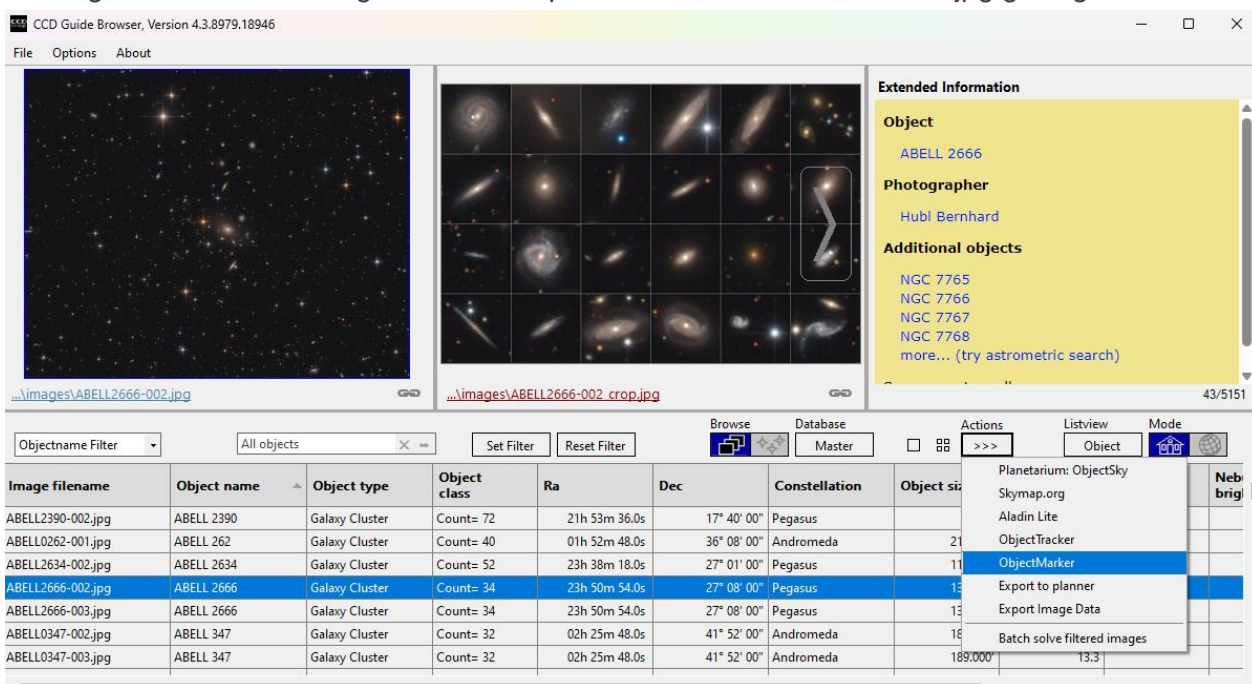 CCD Guide Browser, Version 4.3.8979.18946
File Options About
Extended Information
Object
ABELL 2666
Photographer
Hubl Bernhard
Additional objects
NGC 7765
NGC 7766
NGC 7767
NGC 7768
more... (try astrometric search)
...\images\ABELL2666-002.jpg
...\images\ABELL2666-002 crop.jpg
43/5151
Browse Database Actions Listview Mode
Objectname Filter All objects Set Filter Reset Filter Master >>> Object
Image filename Object name Object type Object class Ra Dec Constellation
ABELL2390-002.jpg ABELL 2390 Galaxy Cluster Count= 72 21h 53m 36.0s 17° 40' 00" Pegasus
ABELL0262-001.jpg ABELL 262 Galaxy Cluster Count= 40 01h 52m 48.0s 36° 08' 00" Andromeda
ABELL2634-002.jpg ABELL 2634 Galaxy Cluster Count= 52 23h 38m 18.0s 27° 01' 00" Pegasus
ABELL2666-002.jpg ABELL 2666 Galaxy Cluster Count= 34 23h 50m 54.0s 27° 08' 00" Pegasus
ABELL2666-003.jpg ABELL 2666 Galaxy Cluster Count= 34 23h 50m 54.0s 27° 08' 00" Pegasus
ABELL0347-002.jpg ABELL 347 Galaxy Cluster Count= 32 02h 25m 48.0s 41° 52' 00" Andromeda
ABELL0347-003.jpg ABELL 347 Galaxy Cluster Count= 32 02h 25m 48.0s 41° 52' 00" Andromeda 189.000' 13.3
Planetarium: ObjectSky
Skymap.org
Aladin Lite
ObjectTracker
ObjectMarker
Export to planner
Export Image Data
Batch solve filtered images